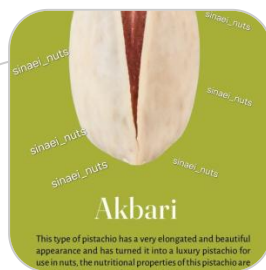 sinaei_nuts
sinaei_nuts
sinaei_nuts
sinaei_nuts
sinaei_nuts
sinaei_nuts
Akbari
This type of pistachio has a very elongated and beautiful
appearance and has turned it into a luxury pistachio for
use in nuts, the nutritional properties of this pistachio are